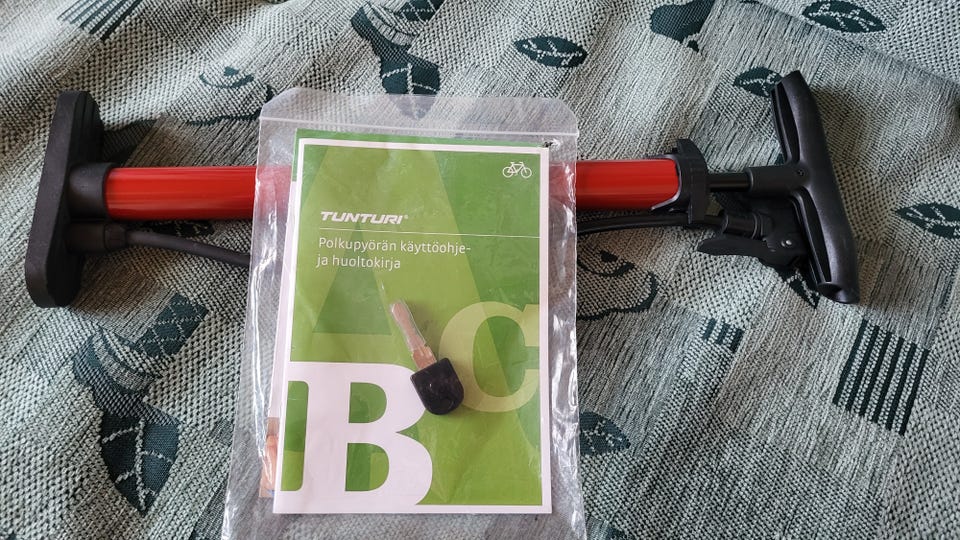 TUNTURI®
Polkupyörän käyttöohje-
ja huoltokirja
A
B
C